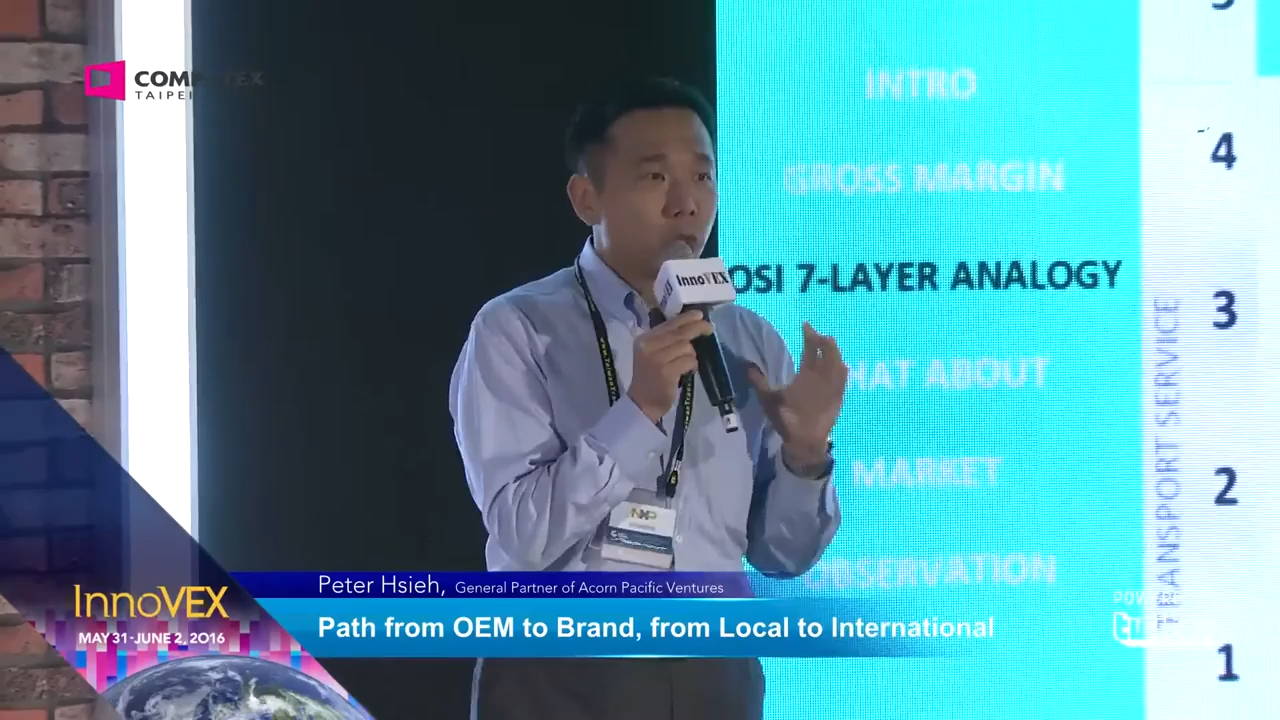 COMPUTEX
TAIPEI
INTRO
GROSS MARGIN
OSI 7-LAYER ANALOGY
ABOUT
MARKET
TRANSPORT SERVICE
4
3
2
1
InnoVEX
NXP
Peter Hsieh, General Partner of Acorn Pacific Ventures
Path from OEM to Brand, from Local to International
InnoVEX
MAY 31-JUNE 2, 2016